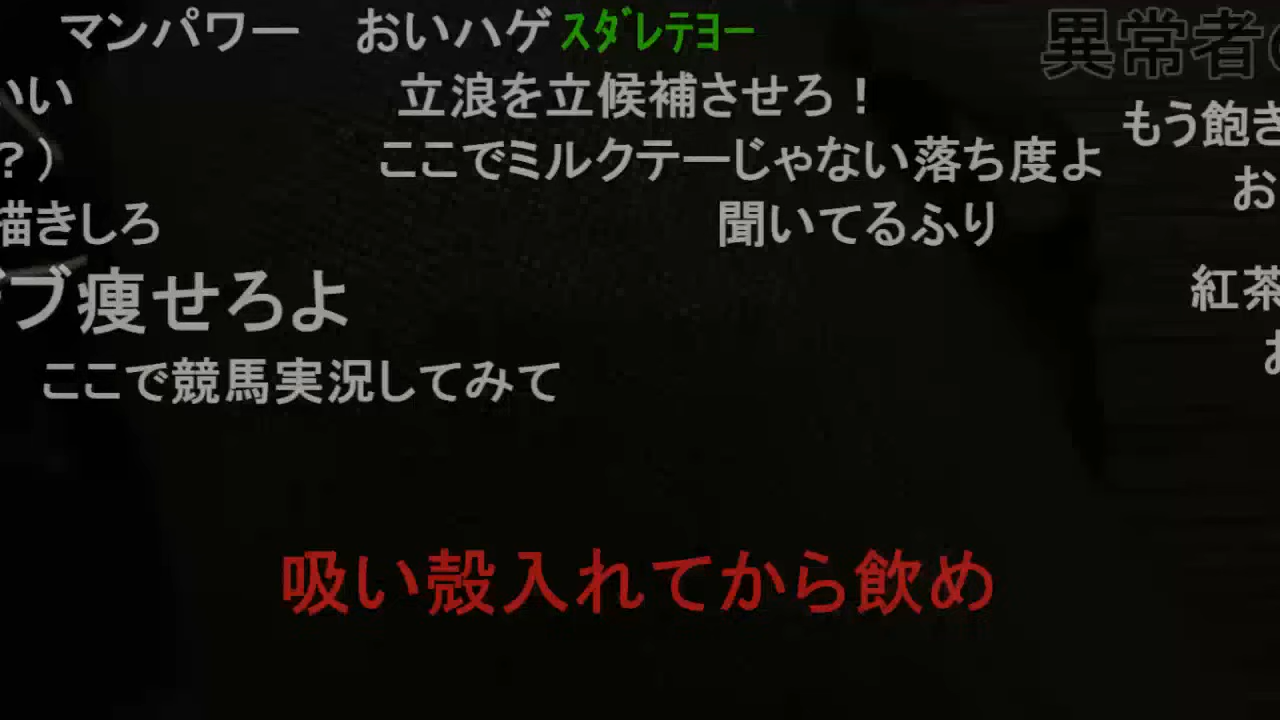 マンパワー
おいハゲ
ｽﾀﾞﾚﾃﾖー
異常者の
いい
立浪を立候補させろ！
もう飽き
？）
ここでミルクテーじゃない落ち度よ
お
描きしろ
聞いてるふり
デブ痩せろよ
紅茶
ここで競馬実況してみて
お
吸い殻入れてから飲め